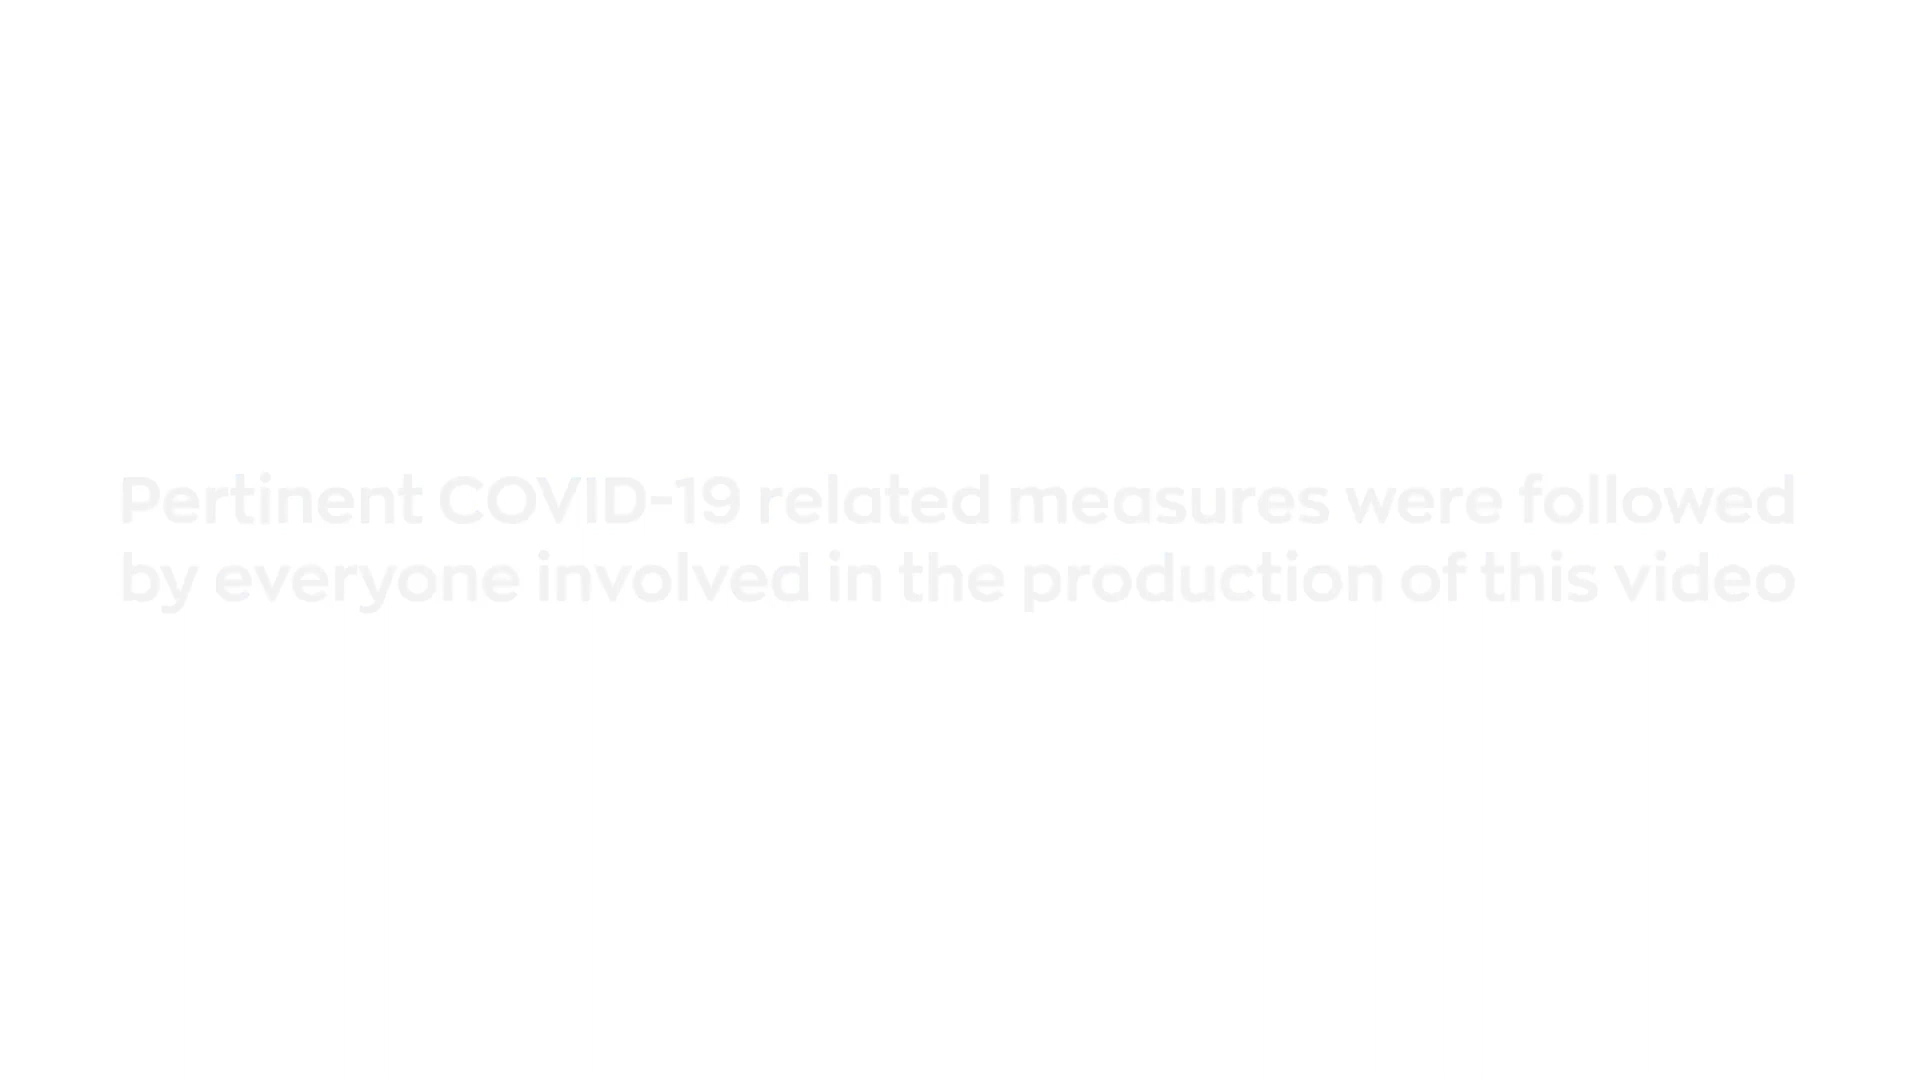 Pertinent COVID-19 related measures were followed
by everyone involved in the production of this video